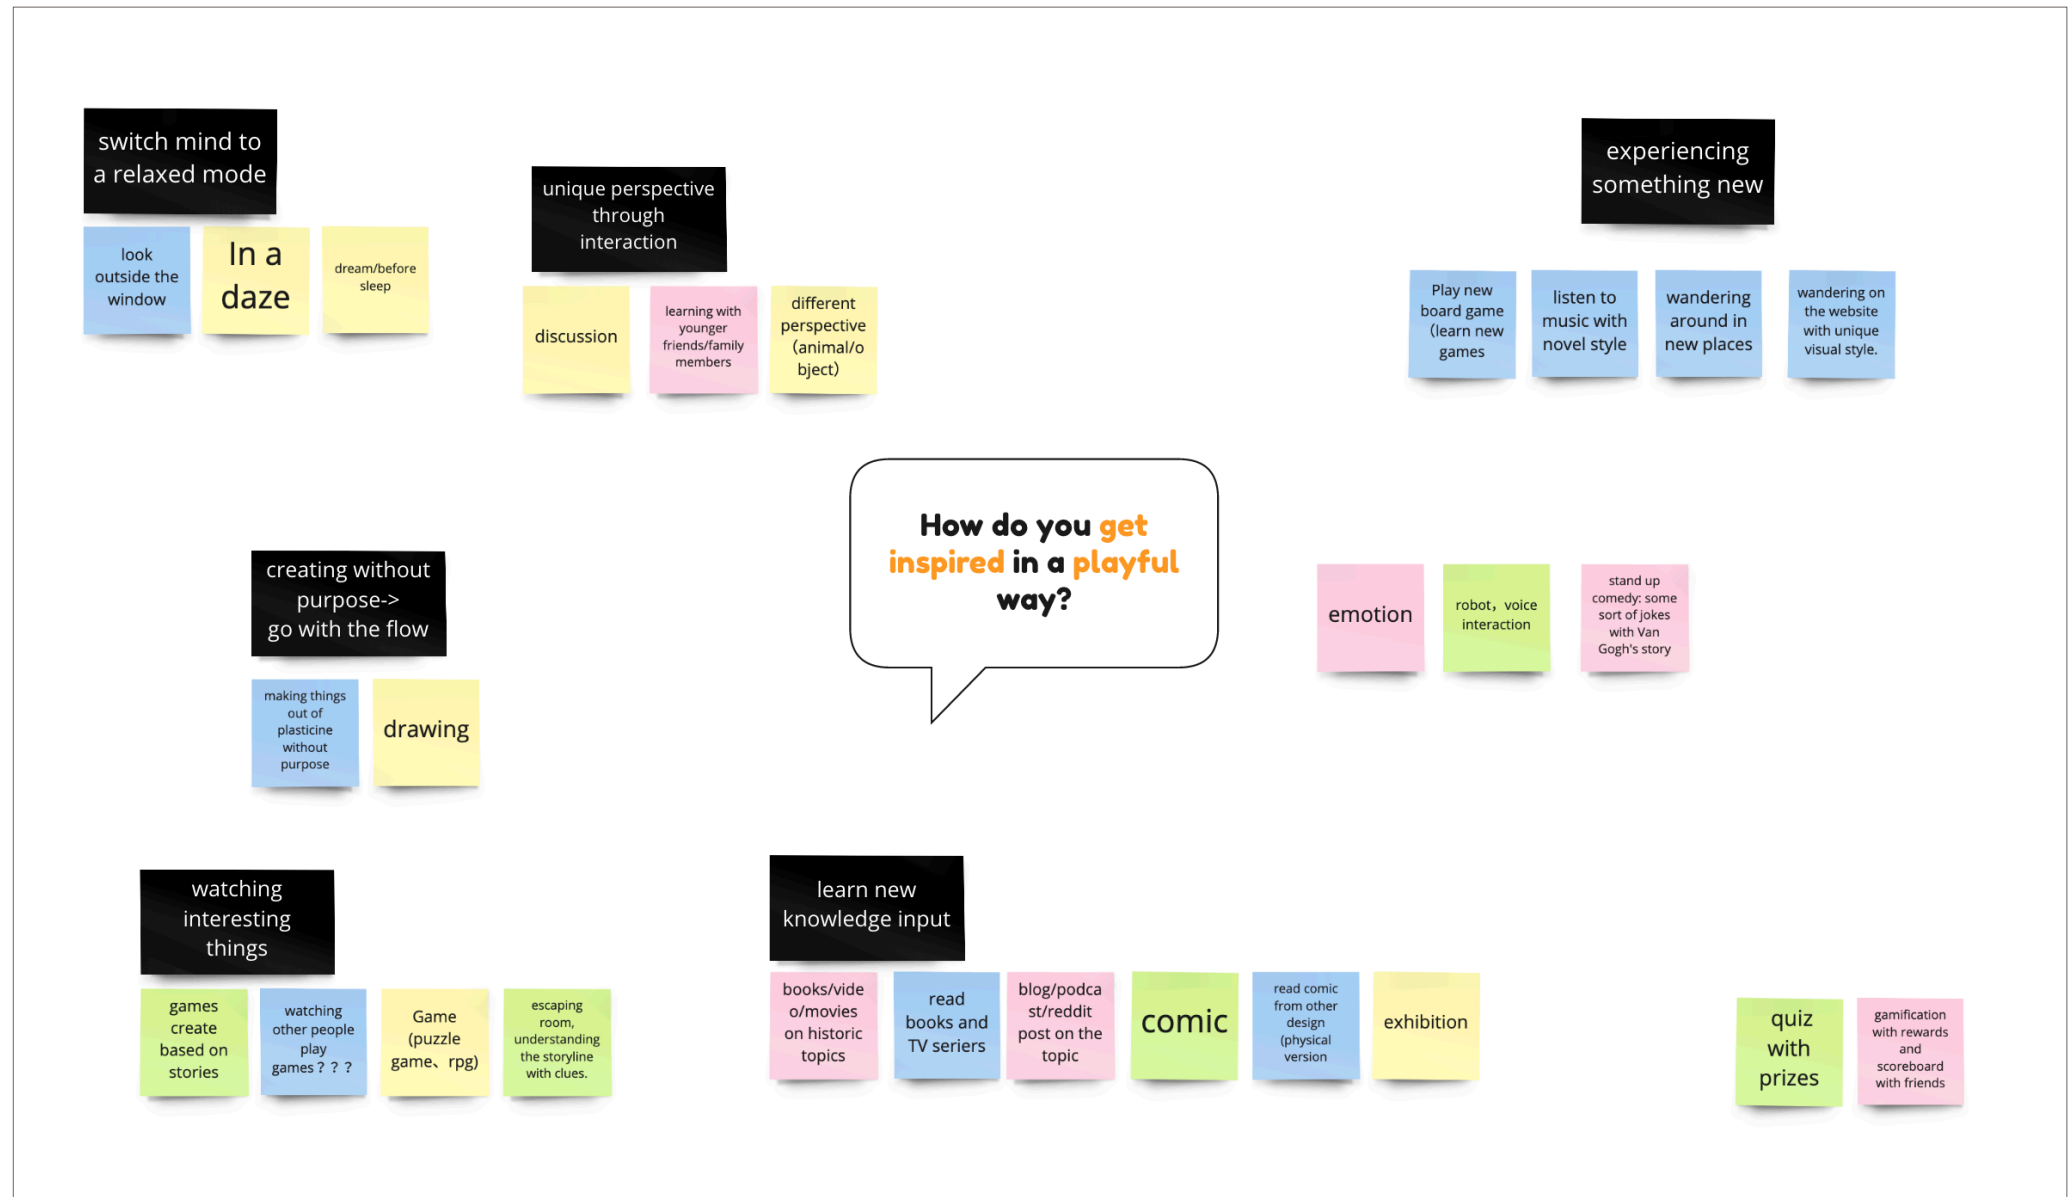 switch mind to
a relaxed mode
look
outside the
window
In a
daze
dream/before
sleep
unique perspective
through
interaction
discussion
learning with
younger
friends/family
members
different
perspective
（animal/o
bject）
experiencing
something new
Play new
board game
（learn new
games
listen to
music with
novel style
wandering
around in
new places
wandering on
the website
with unique
visual style.
How do you get
inspired in a playful
way?
creating without
purpose->
go with the flow
making things
out of
plasticine
without
purpose
drawing
emotion
robot，voice
interaction
stand up
comedy: some
sort of jokes
with Van
Gogh's story
watching
interesting
things
games
create
based on
stories
watching
other people
play
games？？？
Game
(puzzle
game、rpg)
escaping
room,
understanding
the storyline
with clues.
learn new
knowledge input
books/vide
o/movies
on historic
topics
read
books and
TV seriers
blog/podca
st/reddit
post on the
topic
comic
read comic
from other
design
(physical
version
exhibition
quiz
with
prizes
gamification
with rewards
and
scoreboard
with friends